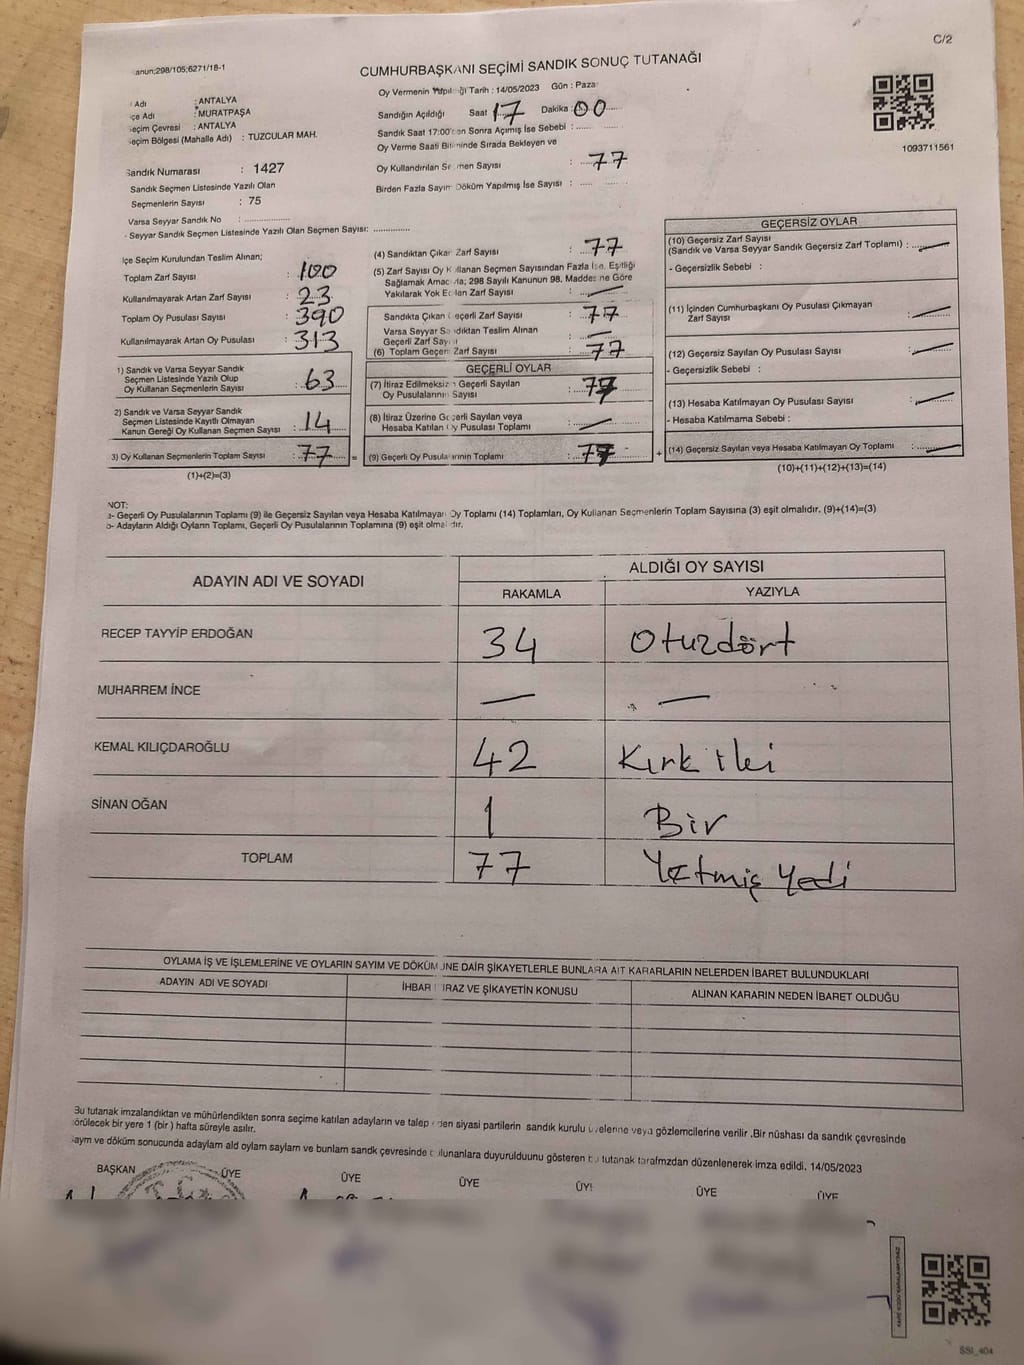 C/2
anun;298/105;6271/18-1
CUMHURBAŞKANI SEÇİMİ SANDIK SONUÇ TUTANAĞI
Adı : ANTALYA
çe Adı : MURATPAŞA
eçim Çevresi : ANTALYA
eçim Bölgesi (Mahalle Adı) : TUZCULAR MAH.
Sandık Numarası : 1427
Sandık Seçmen Listesinde Yazılı Olan
Seçmenlerin Sayısı : 75
Varsa Seyyar Sandık No :
Seyyar Sandık Seçmen Listesinde Yazılı Olan Seçmen Sayısı:
Oy Vermenin Yapıl ğı Tarih : 14/05/2023 Gün : Paza
Sandığın Açıldığı Saat 17 Dakika : 00
Sandık Saat 17:00' en Sonra Açımış İse Sebebi :
Oy Verme Saati Bit ninde Sırada Bekleyen ve
Oy Kullandırılan Se men Sayısı : 77
Birden Fazla Sayım Döküm Yapılmış İse Sayısı :
1093711561
lçe Seçim Kurulundan Teslim Alınan;
Toplam Zarf Sayısı : 100
Kullanılmayarak Artan Zarf Sayısı : 23
Toplam Oy Pusulası Sayısı : 390
Kullanılmayarak Artan Oy Pusulası : 313
1) Sandık ve Varsa Seyyar Sandık
Seçmen Listesinde Yazılı Olup
Oy Kullanan Seçmenlerin Sayısı : 63
2) Sandık ve Varsa Seyyar Sandık
Seçmen Listesinde Kayıtlı Olmayan
Kanun Gereği Oy Kullanan Seçmen Sayısı : 14
3) Oy Kullanan Seçmenlerin Toplam Sayısı : 77 =
(1)+(2)=(3)
(4) Sandıktan Çıkan Zarf Sayısı : 77
(5) Zarf Sayısı Oy K llanan Seçmen Sayısından Fazla İse, Eşitliği
Sağlamak Amac la; 298 Sayılı Kanunun 98. Maddesine Göre
Yakılarak Yok Edilen Zarf Sayısı : —
Sandıkta Çıkan Geçerli Zarf Sayısı : 77
Varsa Seyyar Sandıktan Teslim Alınan
Geçerli Zarf Sayısı : —
(6) Toplam Geçerli Zarf Sayısı : 77
GEÇERLİ OYLAR
(7) İtiraz Edilmeksizin Geçerli Sayılan
Oy Pusulalarının Sayısı : 77
(8) İtiraz Üzerine Geçerli Sayılan veya
Hesaba Katılan Oy Pusulası Toplamı : —
(9) Geçerli Oy Pusulalarının Toplamı : 77 +
GEÇERSİZ OYLAR
(10) Geçersiz Zarf Sayısı
(Sandık ve Varsa Seyyar Sandık Geçersiz Zarf Toplamı) : —
- Geçersizlik Sebebi :
(11) İçinden Cumhurbaşkanı Oy Pusulası Çıkmayan
Zarf Sayısı : —
(12) Geçersiz Sayılan Oy Pusulası Sayısı : —
- Geçersizlik Sebebi :
(13) Hesaba Katılmayan Oy Pusulası Sayısı : —
- Hesaba Katılmama Sebebi :
(14) Geçersiz Sayılan veya Hesaba Katılmayan Oy Toplamı : —
(10)+(11)+(12)+(13)=(14)
NOT:
a- Geçerli Oy Pusulalarının Toplamı (9) ile Geçersiz Sayılan veya Hesaba Katılmayan Oy Toplamı (14) Toplamları, Oy Kullanan Seçmenlerin Toplam Sayısına (3) eşit olmalıdır. (9)+(14)=(3)
b- Adayların Aldığı Oyların Toplamı, Geçerli Oy Pusulalarının Toplamına (9) eşit olmalıdır.
ADAYIN ADI VE SOYADI
ALDIĞI OY SAYISI
RAKAMLA YAZIYLA
RECEP TAYYİP ERDOĞAN 34 Otuzdört
MUHARREM İNCE — —
KEMAL KILIÇDAROĞLU 42 Kırk iki
SİNAN OĞAN 1 Bir
TOPLAM 77 Yetmiş Yedi
OYLAMA İŞ VE İŞLEMLERİNE VE OYLARIN SAYIM VE DÖKÜMÜNE DAİR ŞİKAYETLERLE BUNLARA AİT KARARLARIN NELERDEN İBARET BULUNDUKLARI
ADAYIN ADI VE SOYADI İHBAR İTİRAZ VE ŞİKAYETİN KONUSU ALINAN KARARIN NEDEN İBARET OLDUĞU
Bu tutanak imzalandıktan ve mühürlendikten sonra seçime katılan adayların ve talep eden siyasi partilerin sandık kurulu üyelerine veya gözlemcilerine verilir .Bir nüshası da sandık çevresinde
örülecek bir yere 1 (bir ) hafta süreyle asılır.
ayım ve döküm sonucunda adaylam ald oylam saylam ve bunlam sandk çevresinde bulunanlara duyurulduunu gösteren bu tutanak tarafmzdan düzenlenerek imza edildi. 14/05/2023
BAŞKAN ÜYE ÜYE ÜYE ÜYE ÜYE ÜYE
SSI_404